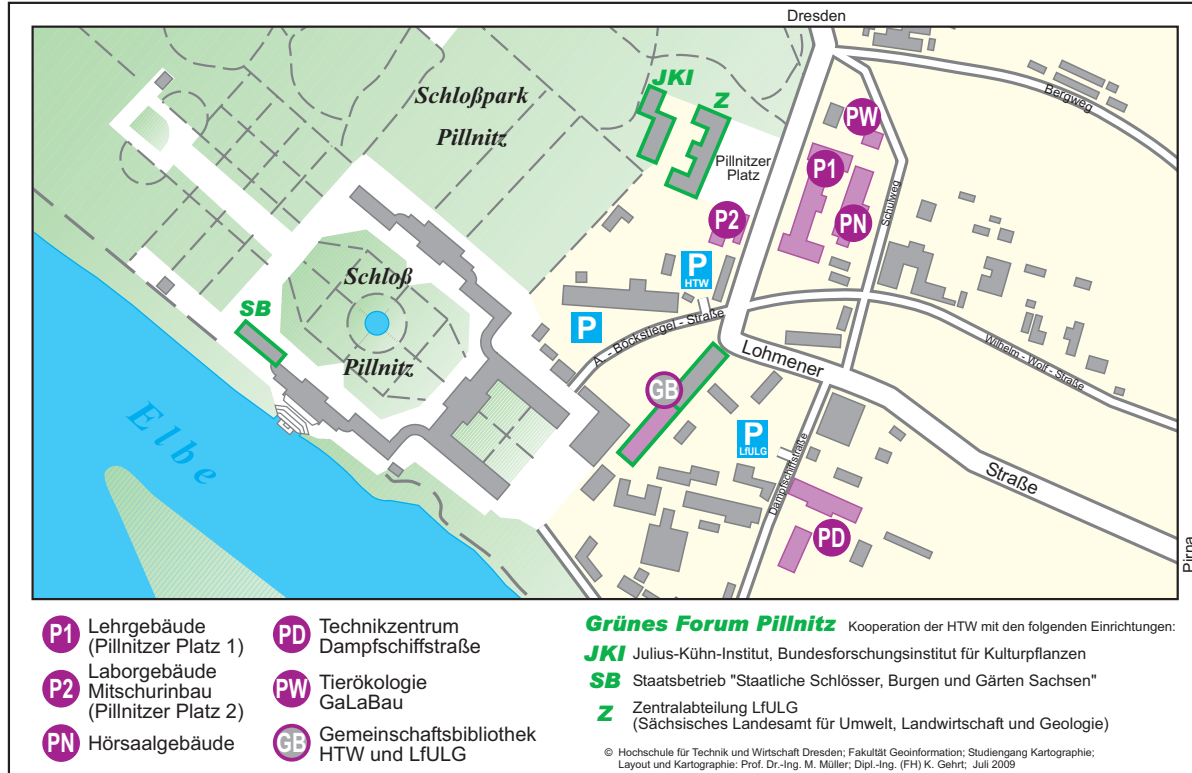 Dresden
JKI
Z
Schloßpark
Pillnitz
Pillnitzer
Platz
PW
P1
PN
P2
Bergweg
Schulweg
P
HTW
P
A. - Bockstiegel - Straße
Schloß
Pillnitz
SB
GB
Lohmener
Straße
Wilhelm - Wolf - Straße
P
LfULG
Dampfschiffstraße
PD
Elbe
Pirna
P1 Lehrgebäude
(Pillnitzer Platz 1)
P2 Laborgebäude
Mitschurinbau
(Pillnitzer Platz 2)
PN Hörsaalgebäude
PD Technikzentrum
Dampfschiffstraße
PW Tierökologie
GaLaBau
GB Gemeinschaftsbibliothek
HTW und LfULG
Grünes Forum Pillnitz Kooperation der HTW mit den folgenden Einrichtungen:
JKI Julius-Kühn-Institut, Bundesforschungsinstitut für Kulturpflanzen
SB Staatsbetrieb "Staatliche Schlösser, Burgen und Gärten Sachsen"
Z Zentralabteilung LfULG
(Sächsisches Landesamt für Umwelt, Landwirtschaft und Geologie)
© Hochschule für Technik und Wirtschaft Dresden; Fakultät Geoinformation; Studiengang Kartographie;
Layout und Kartographie: Prof. Dr.-Ing. M. Müller; Dipl.-Ing. (FH) K. Gehrt; Juli 2009